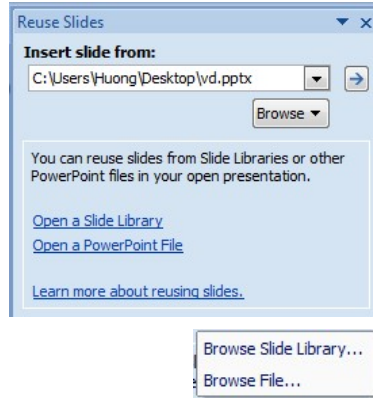 Reuse Slides
Insert slide from:
C:\Users\Huong\Desktop\vd.pptx
Browse
You can reuse slides from Slide Libraries or other
PowerPoint files in your open presentation.
Open a Slide Library
Open a PowerPoint File
Learn more about reusing slides.
Browse Slide Library...
Browse File...